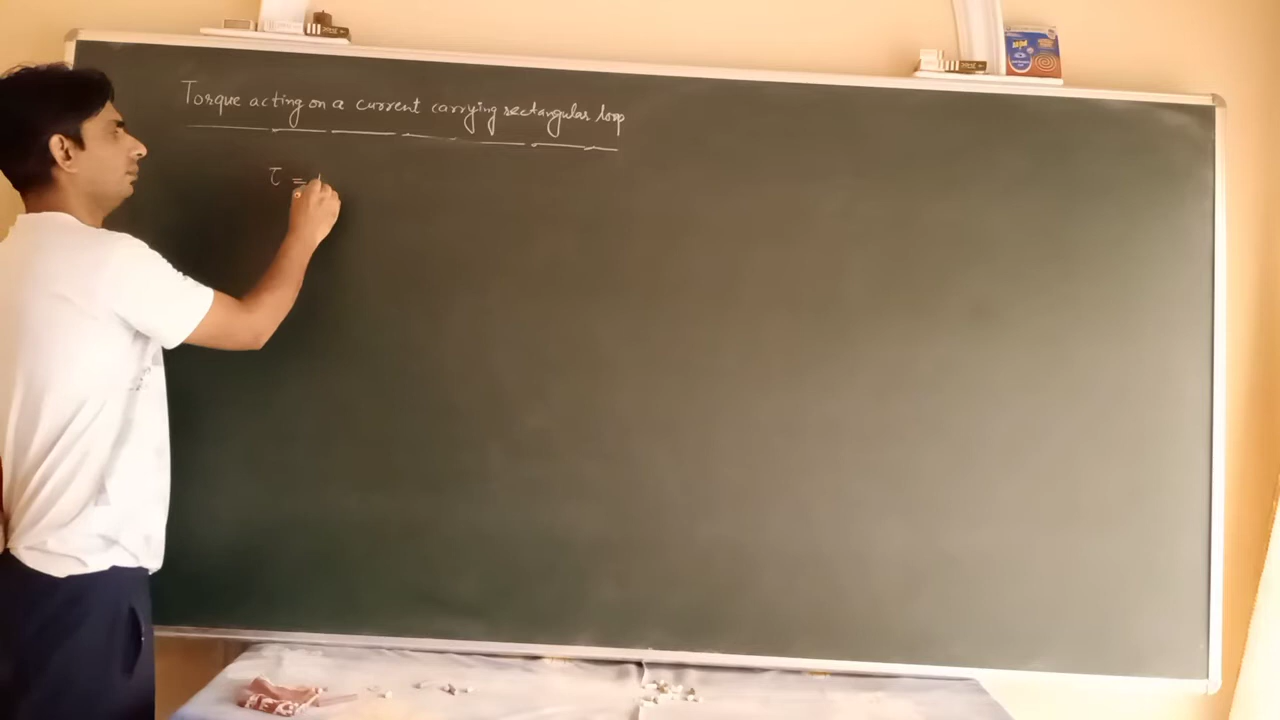 Torque acting on a current carrying rectangular loop
τ =